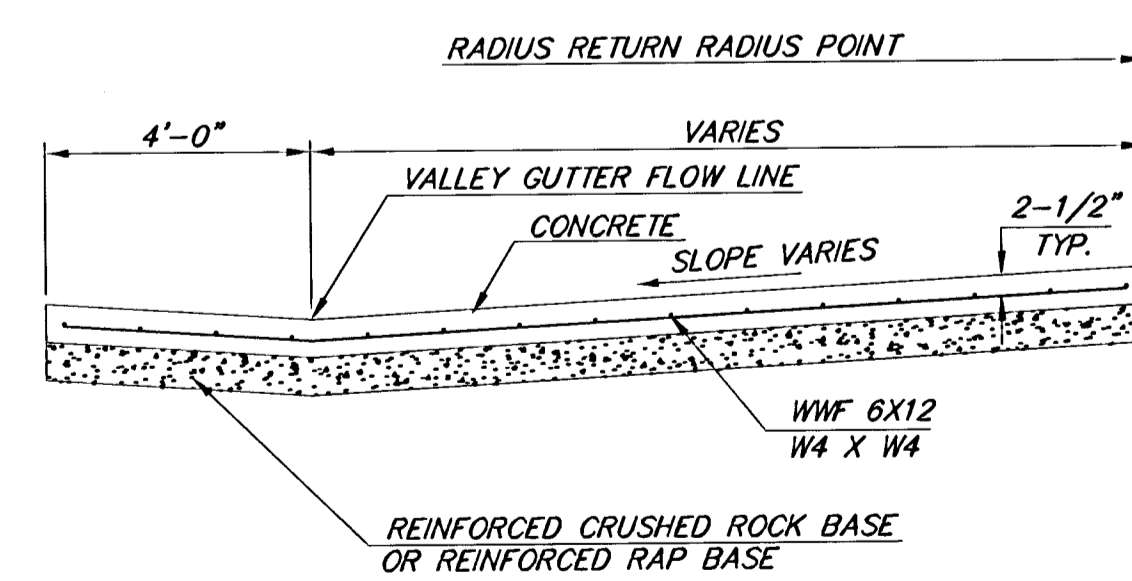 RADIUS RETURN RADIUS POINT
4'-0"
VARIES
VALLEY GUTTER FLOW LINE
2-1/2"
TYP.
CONCRETE
SLOPE VARIES
WWF 6X12
W4 X W4
REINFORCED CRUSHED ROCK BASE
OR REINFORCED RAP BASE